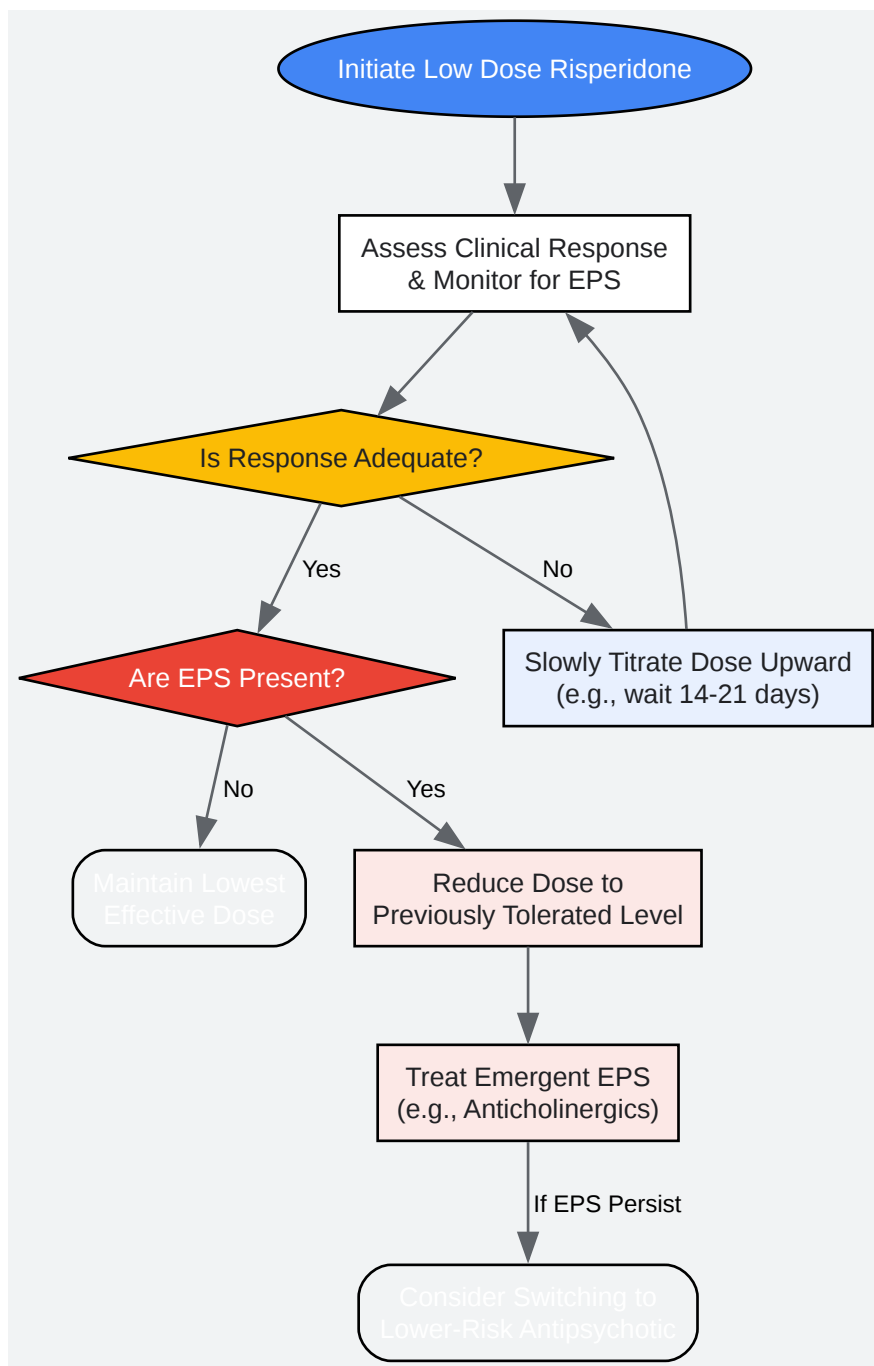 Initiate Low Dose Risperidone
Assess Clinical Response
& Monitor for EPS
Is Response Adequate?
Yes
No
Are EPS Present?
Slowly Titrate Dose Upward
(e.g., wait 14-21 days)
No
Yes
Maintain Lowest
Effective Dose
Reduce Dose to
Previously Tolerated Level
Treat Emergent EPS
(e.g., Anticholinergics)
If EPS Persist
Consider Switching to
Lower-Risk Antipsychotic